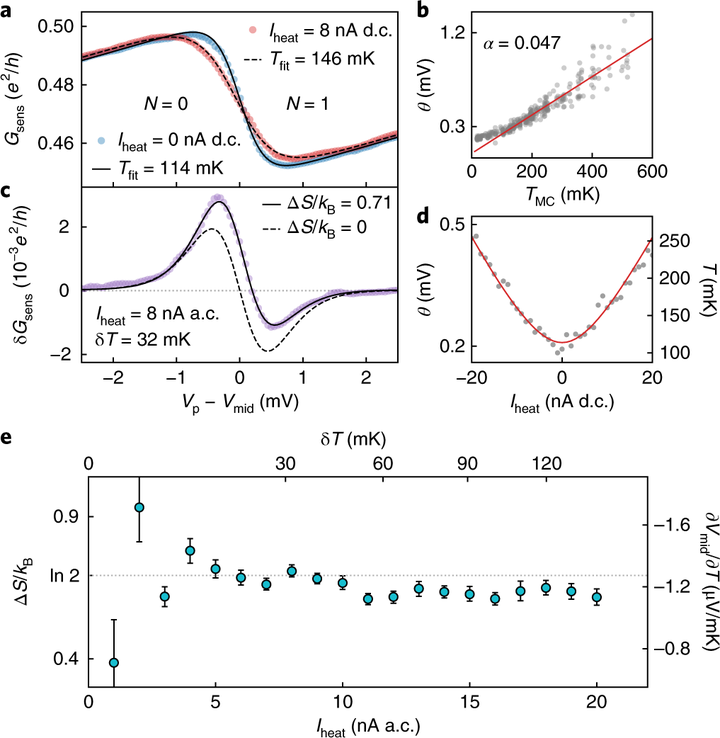 a
0.50
0.48
0.46
G_sens (e²/h)
I_heat = 8 nA d.c.
T_fit = 146 mK
N = 0
N = 1
I_heat = 0 nA d.c.
T_fit = 114 mK
b
1.2
0.3
θ (mV)
α = 0.047
0
200
400
600
T_MC (mK)
c
2
0
−2
δG_sens (10⁻³e²/h)
ΔS/k_B = 0.71
ΔS/k_B = 0
I_heat = 8 nA a.c.
δT = 32 mK
−2
−1
0
1
2
V_p − V_mid (mV)
d
0.5
0.2
θ (mV)
250
200
150
100
T (mK)
−20
0
20
I_heat (nA d.c.)
e
δT (mK)
0
30
60
90
120
0.9
ln 2
0.4
ΔS/k_B
−1.6
−1.2
−0.8
∂V_mid/∂T (μV/mK)
0
5
10
15
20
I_heat (nA a.c.)